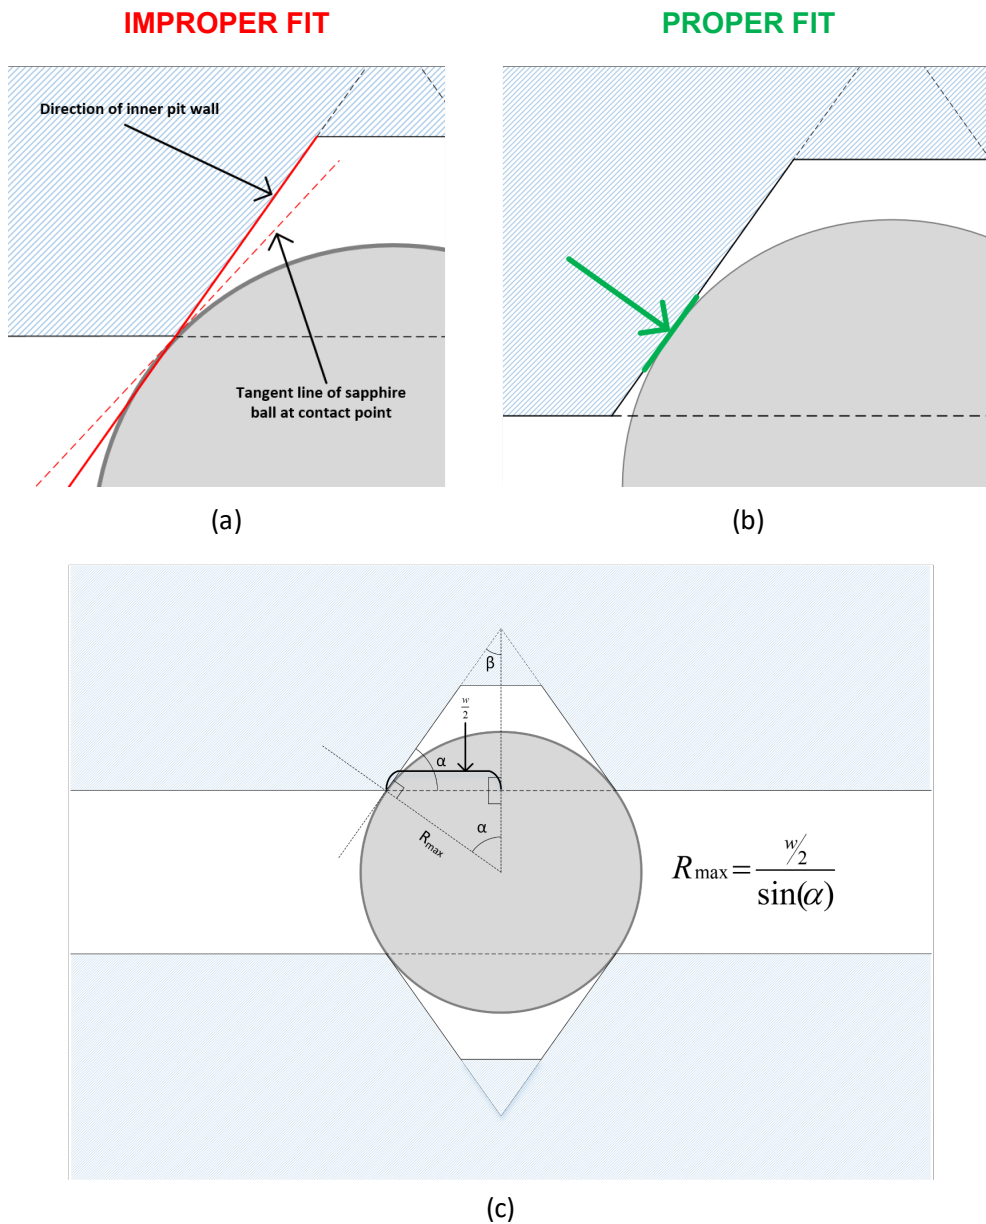 IMPROPER FIT
PROPER FIT
Direction of inner pit wall
Tangent line of sapphire
ball at contact point
(a)
(b)
β
w/2
α
α
Rmax
Rmax = w/2 / sin(α)
(c)